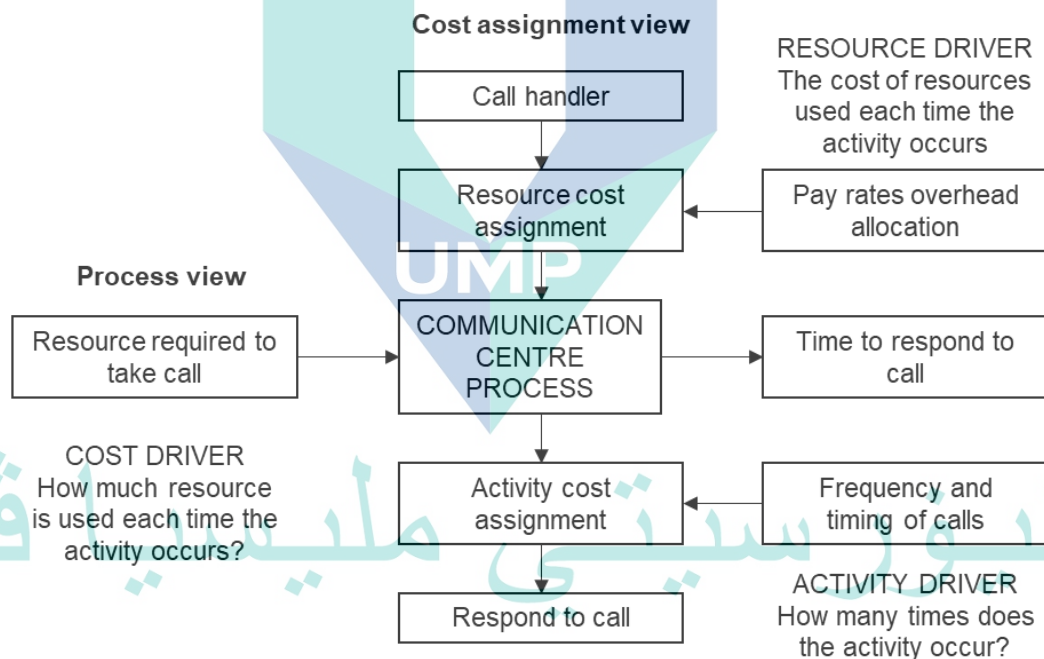 Cost assignment view
RESOURCE DRIVER
The cost of resources
used each time the
activity occurs
Call handler
Resource cost
assignment
Pay rates overhead
allocation
UMP
Process view
Resource required to
take call
COMMUNICATION
CENTRE
PROCESS
Time to respond to
call
COST DRIVER
How much resource
is used each time the
activity occurs?
Activity cost
assignment
Frequency and
timing of calls
مليسيا
Respond to call
ACTIVITY DRIVER
How many times does
the activity occur?